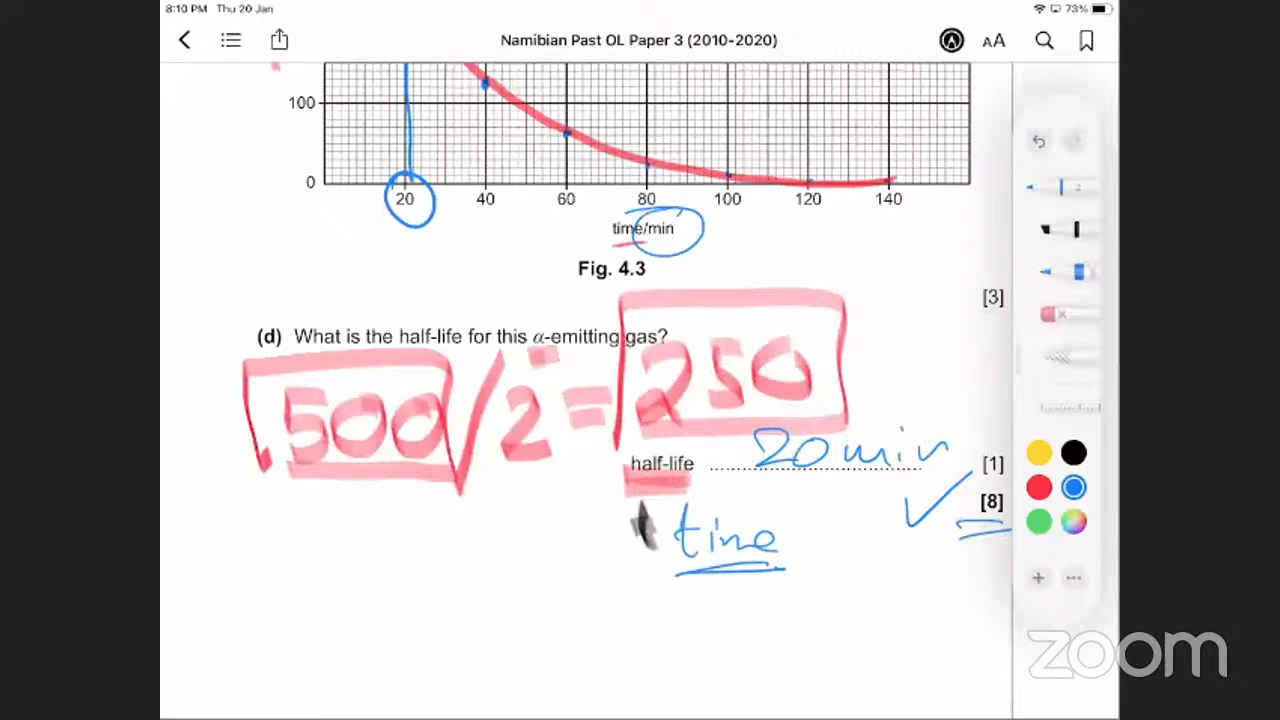 8:10 PM Thu 20 Jan 73%
Namibian Past OL Paper 3 (2010-2020)
AA
100
0
20 40 60 80 100 120 140
time/min
Fig. 4.3
[3]
(d) What is the half-life for this α-emitting gas?
500/2 = 250
half-life 20 min [1]
[8]
time
zoom